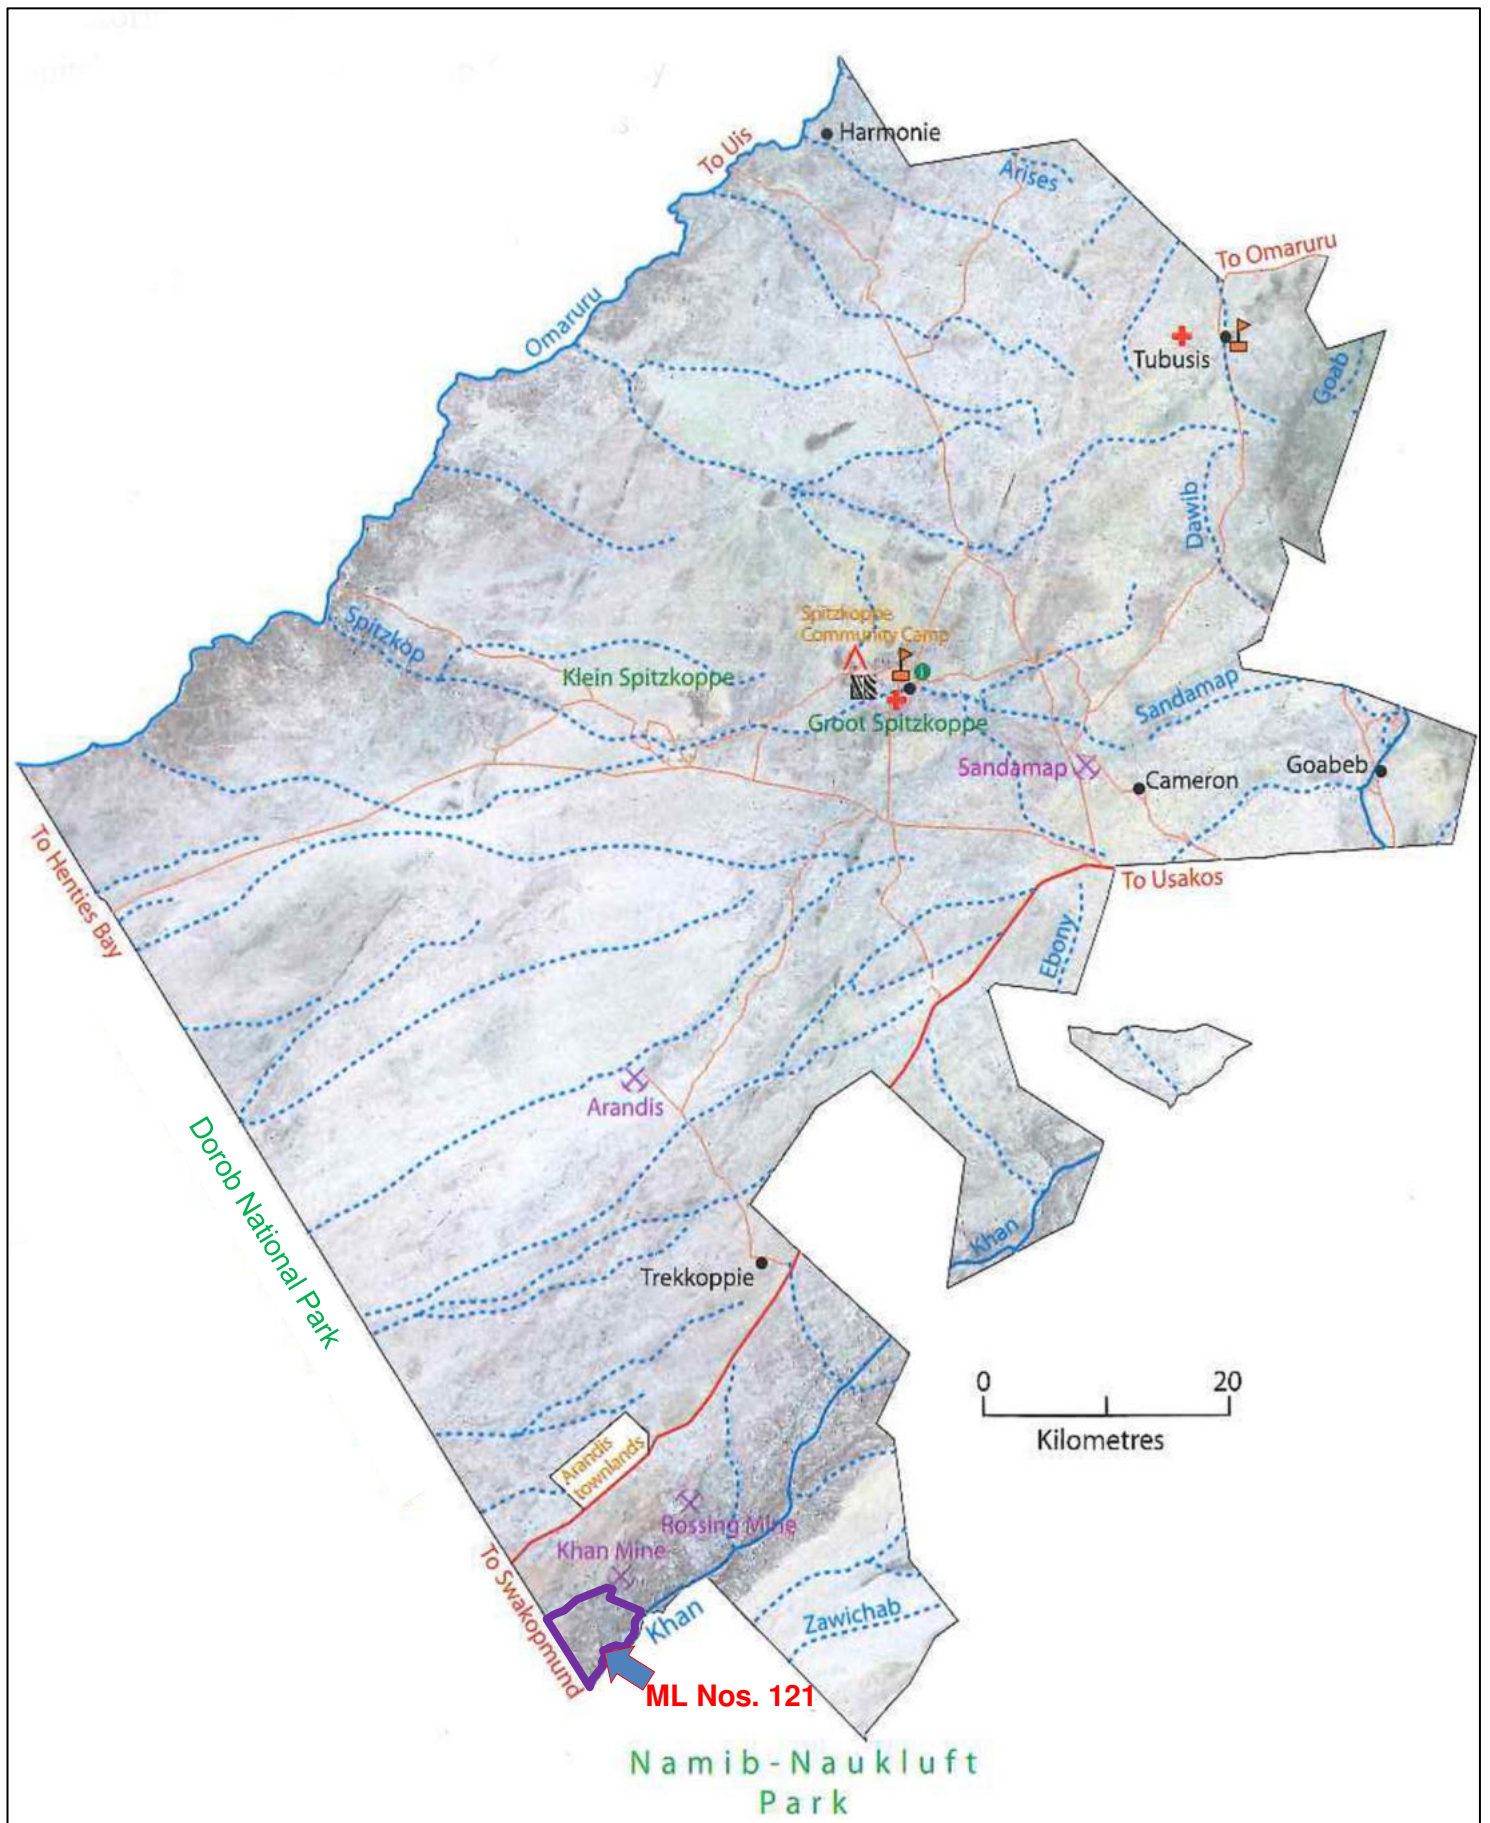 Harmonie
To Uis
Arises
To Omaruru
Omaruru
Tubusis
Goab
Dawib
Spitzkoppe
Community Camp
Spitzkop
Klein Spitzkoppe
i
Groot Spitzkoppe
Sandamap
Sandamap
Cameron
Goabeb
To Henties Bay
To Usakos
Ebony
Arandis
Dorob National Park
Khan
Trekkoppie
0 20
Kilometres
Arandis
townlands
Rossing Mine
Khan Mine
To Swakopmund
Khan
Zawichab
ML Nos. 121
Namib-Naukluft
Park